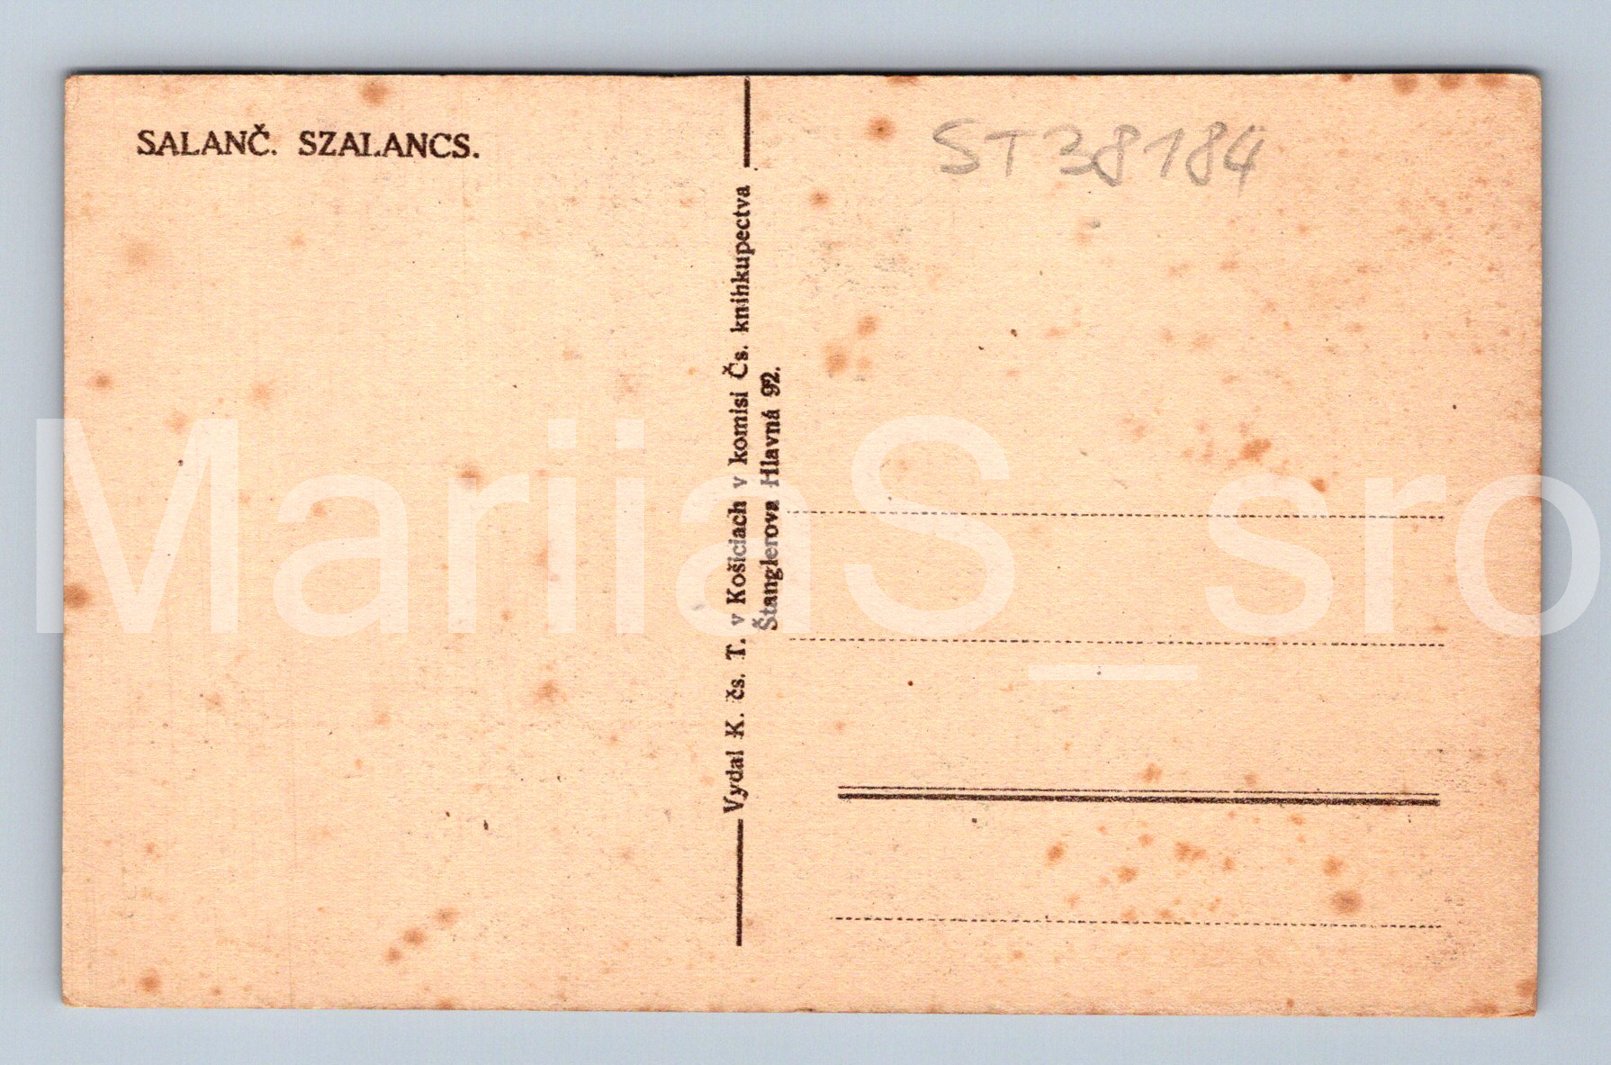 SALANČ. SZALANCS.
ST38184
Vydal K. čs. T. v Košiciach v komisi Čs. knihkupectva
Štanglerova Hlavná 92.
MariiaS_sro